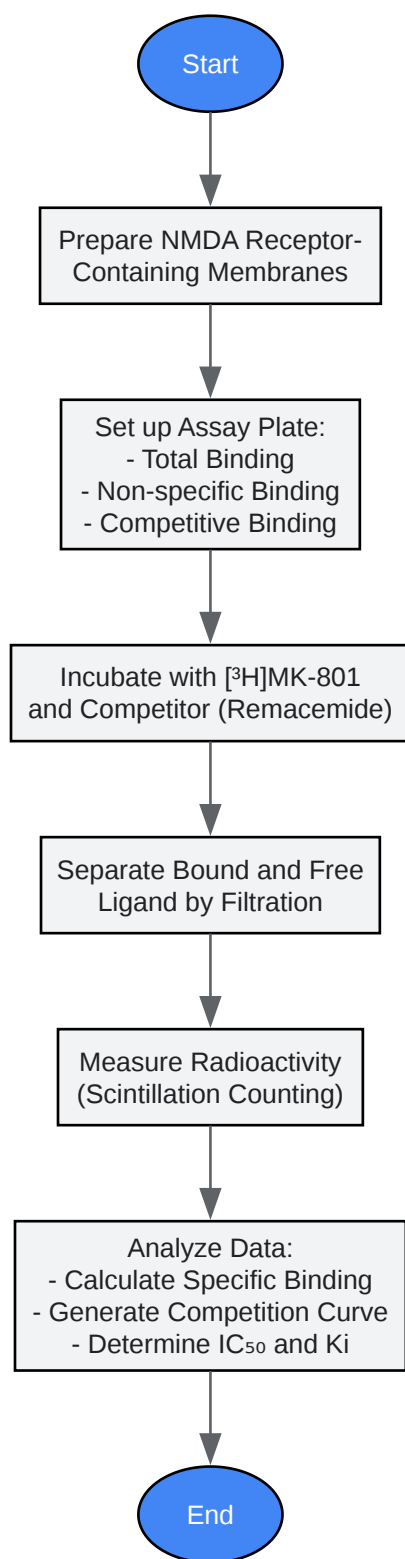 Start
Prepare NMDA Receptor-
Containing Membranes
Set up Assay Plate:
- Total Binding
- Non-specific Binding
- Competitive Binding
Incubate with [³H]MK-801
and Competitor (Remacemide)
Separate Bound and Free
Ligand by Filtration
Measure Radioactivity
(Scintillation Counting)
Analyze Data:
- Calculate Specific Binding
- Generate Competition Curve
- Determine IC₅₀ and Ki
End